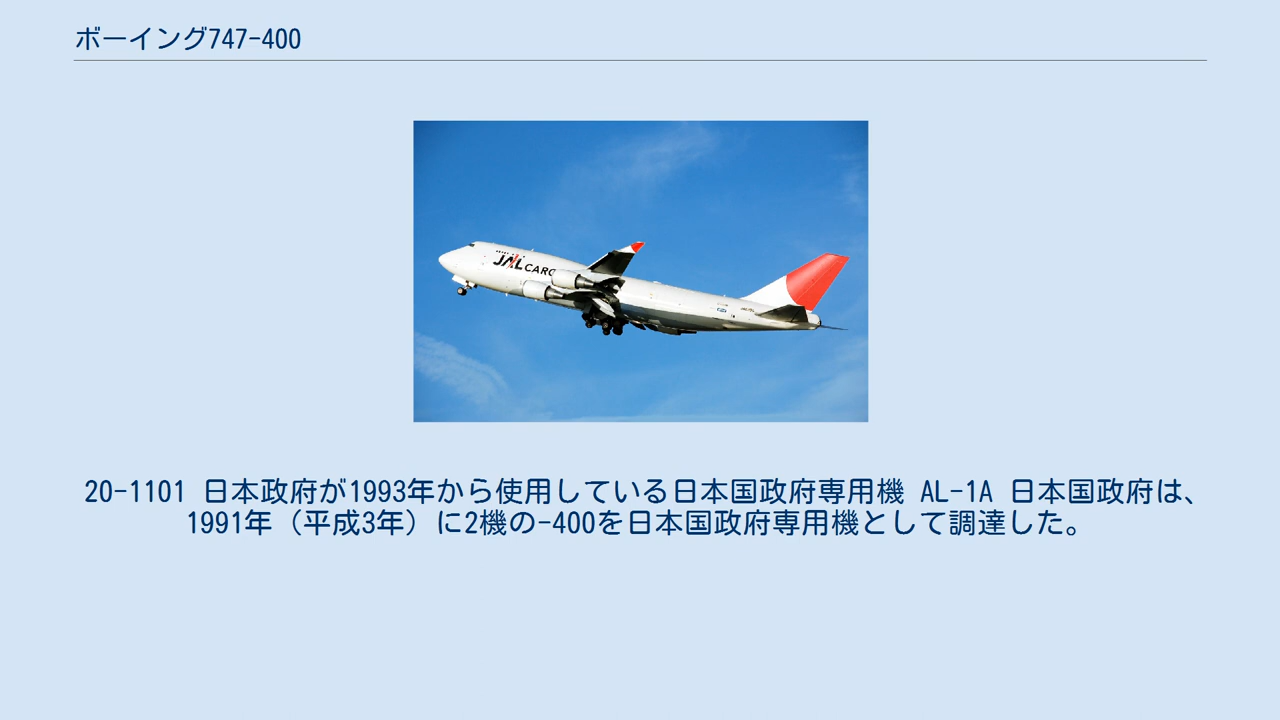 ボーイング747-400
JAL CARG
20-1101 日本政府が1993年から使用している日本国政府専用機 AL-1A 日本国政府は、
1991年（平成3年）に2機の-400を日本国政府専用機として調達した。